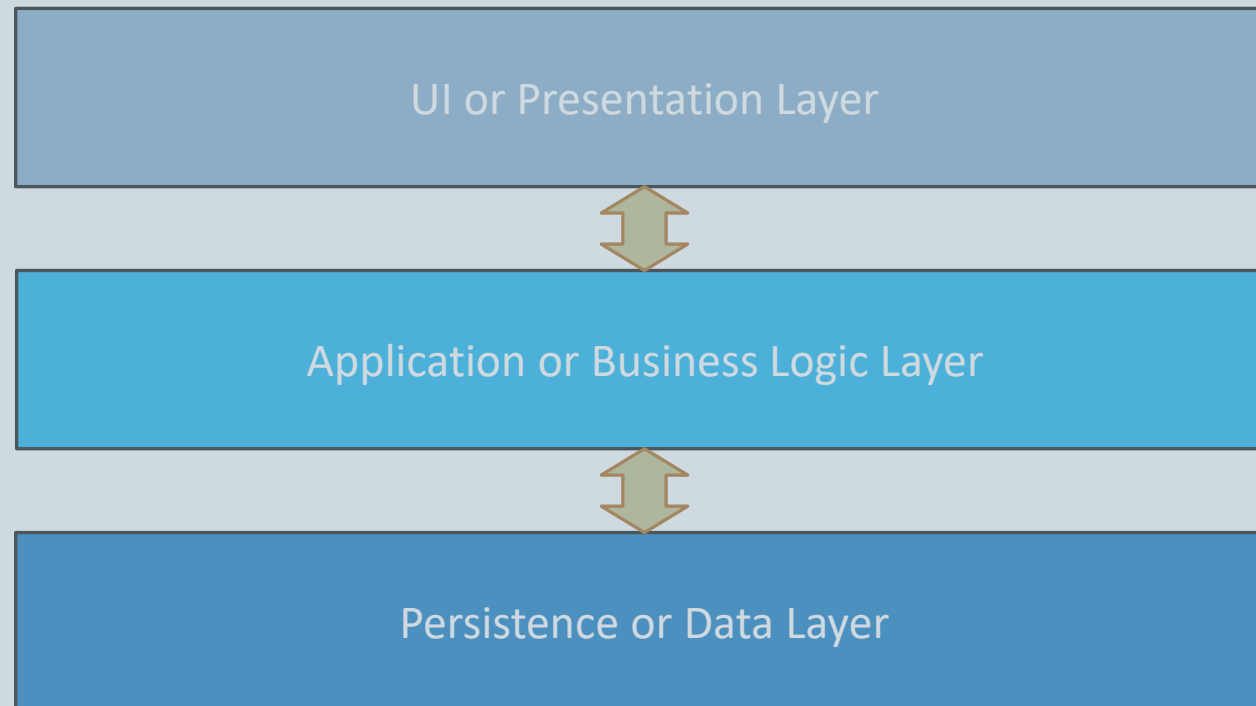 UI or Presentation Layer
Application or Business Logic Layer
Persistence or Data Layer